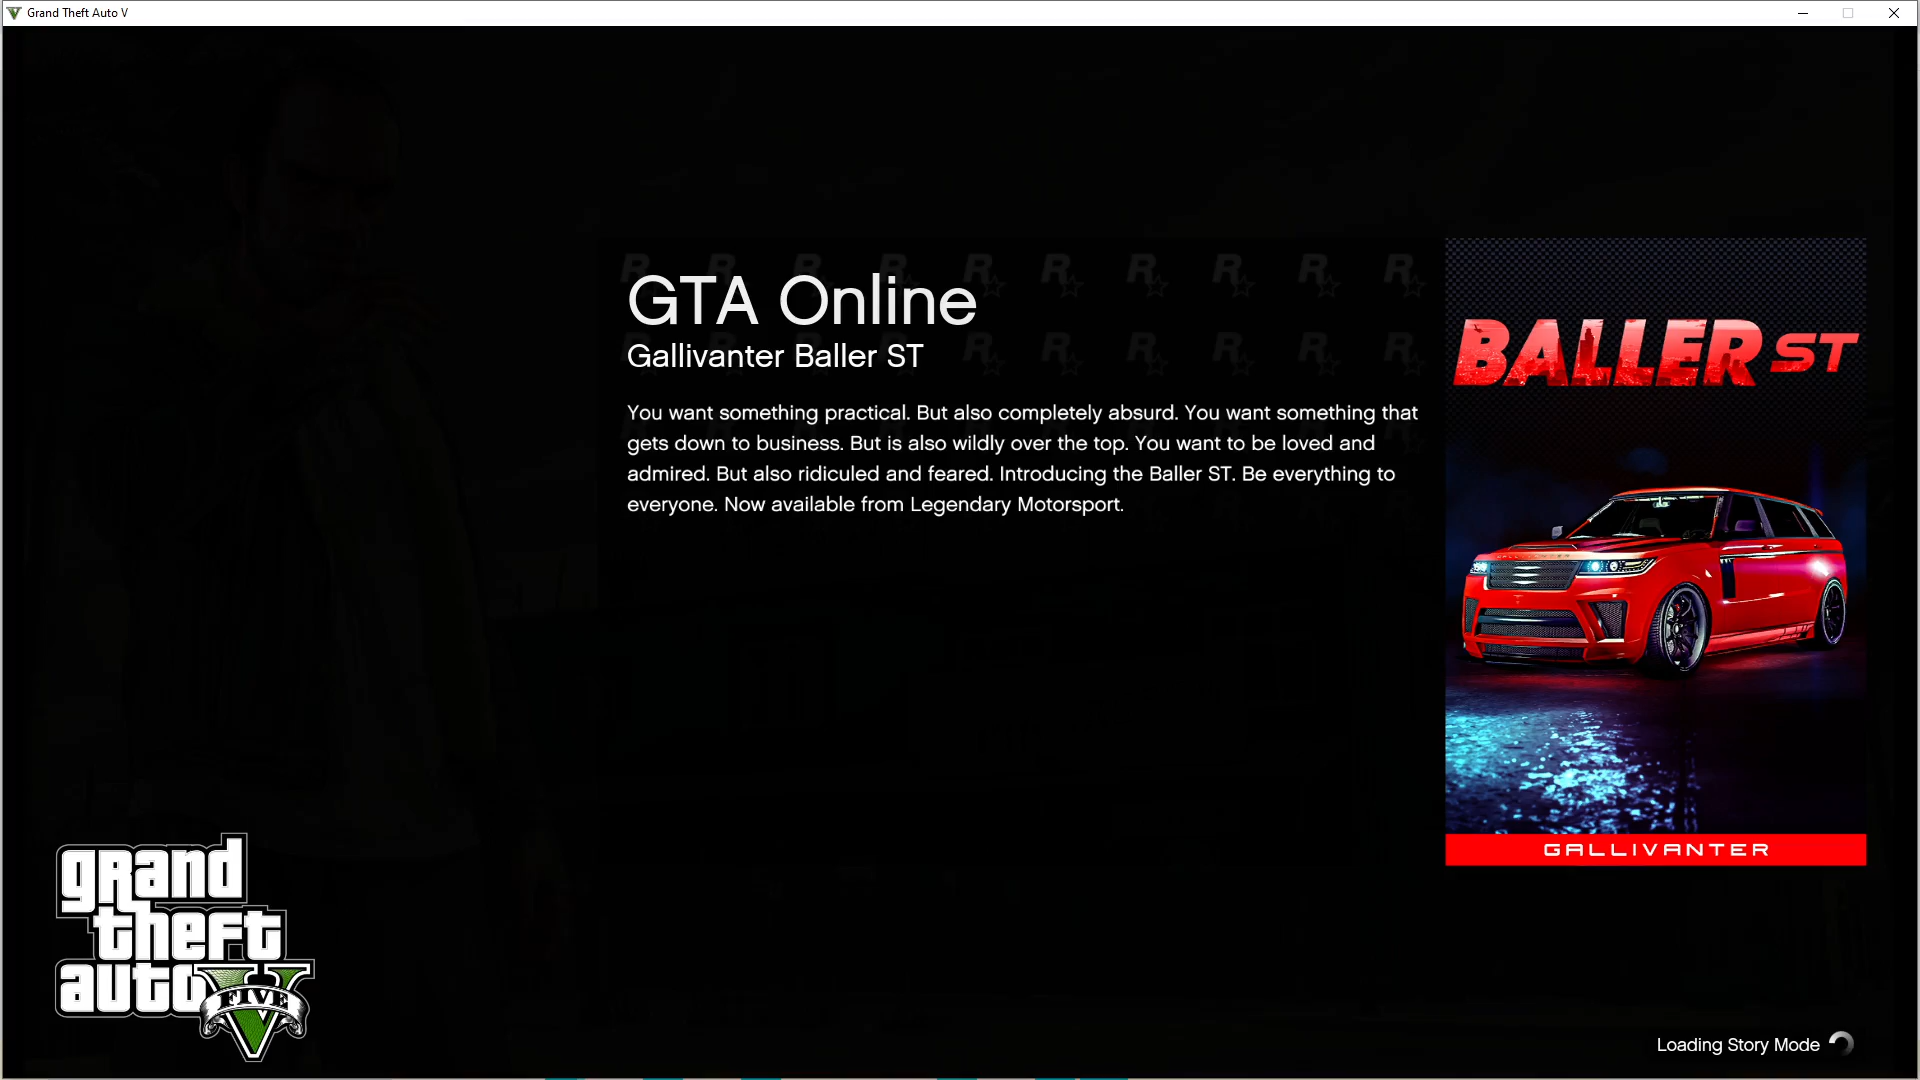 Grand Theft Auto V
GTA Online
Gallivanter Baller ST
You want something practical. But also completely absurd. You want something that
gets down to business. But is also wildly over the top. You want to be loved and
admired. But also ridiculed and feared. Introducing the Baller ST. Be everything to
everyone. Now available from Legendary Motorsport.
BALLER ST
GALLIVANTER
grand
theft
auto V
FIVE
Loading Story Mode